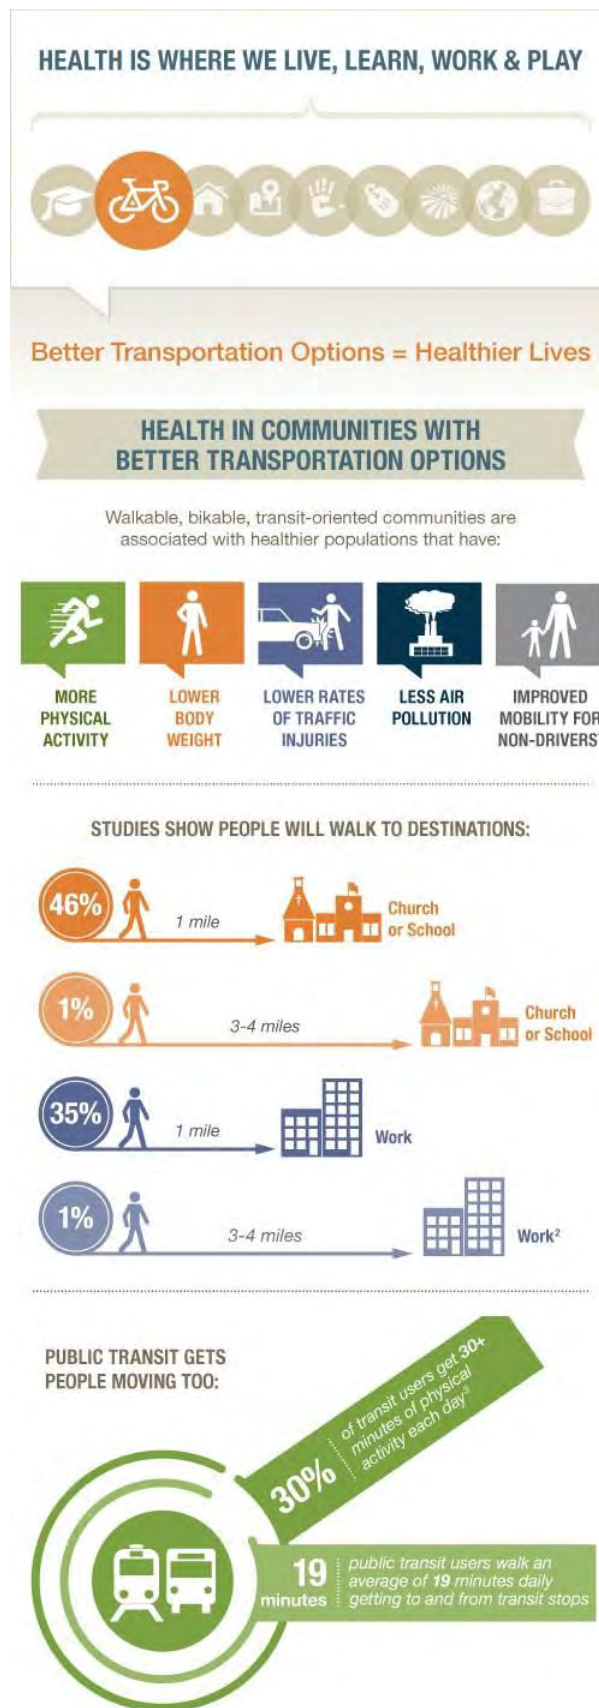 HEALTH IS WHERE WE LIVE, LEARN, WORK & PLAY
Better Transportation Options = Healthier Lives
HEALTH IN COMMUNITIES WITH
BETTER TRANSPORTATION OPTIONS
Walkable, bikable, transit-oriented communities are
associated with healthier populations that have:
MORE
PHYSICAL
ACTIVITY
LOWER
BODY
WEIGHT
LOWER RATES
OF TRAFFIC
INJURIES
LESS AIR
POLLUTION
IMPROVED
MOBILITY FOR
NON-DRIVERS¹
STUDIES SHOW PEOPLE WILL WALK TO DESTINATIONS:
46%
1 mile
Church
or School
1%
3-4 miles
Church
or School
35%
1 mile
Work
1%
3-4 miles
Work²
PUBLIC TRANSIT GETS
PEOPLE MOVING TOO:
30%
of transit users get 30+
minutes of physical
activity each day³
19
minutes
public transit users walk an
average of 19 minutes daily
getting to and from transit stops